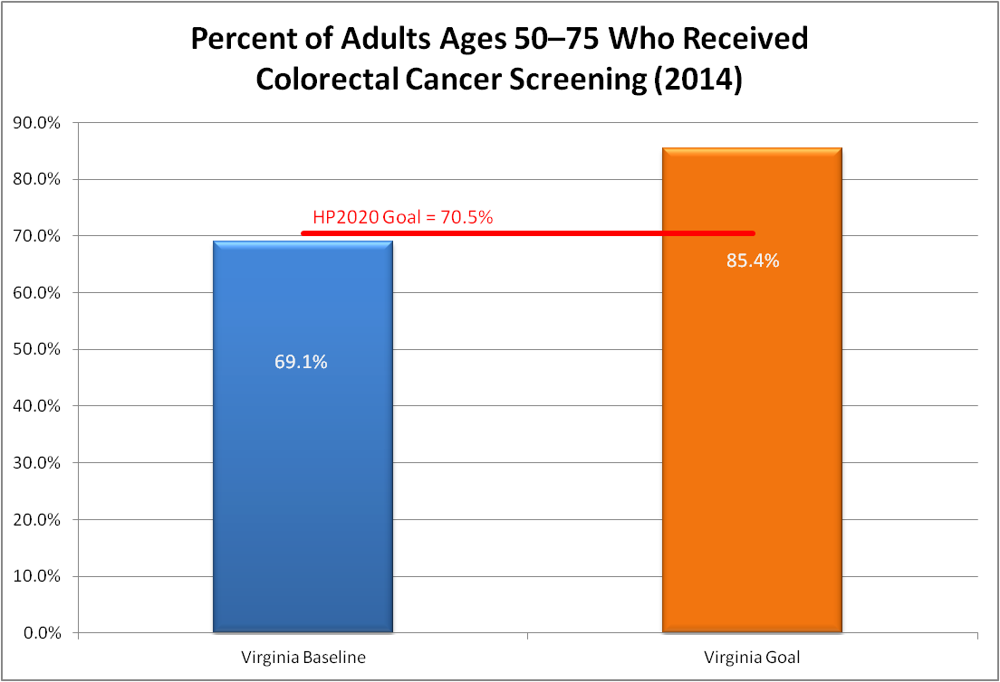 Percent of Adults Ages 50–75 Who Received
Colorectal Cancer Screening (2014)
90.0%
80.0%
70.0%
60.0%
50.0%
40.0%
30.0%
20.0%
10.0%
0.0%
HP2020 Goal = 70.5%
69.1%
85.4%
Virginia Baseline
Virginia Goal